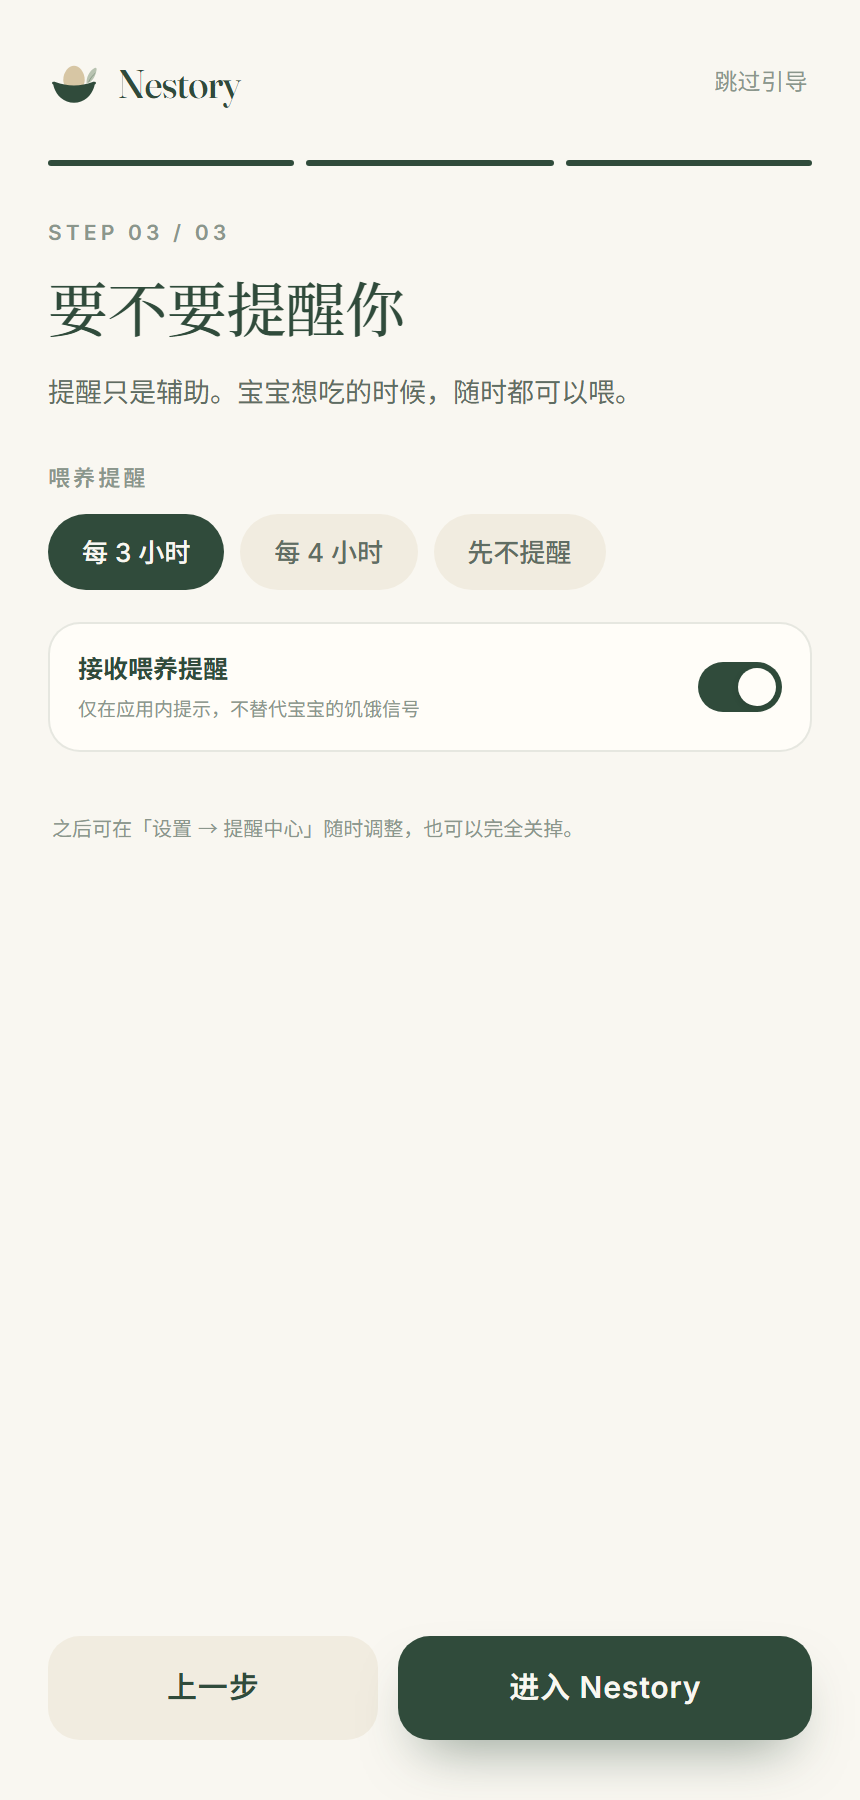 Nestory
跳过引导
STEP 03 / 03
要不要提醒你
提醒只是辅助。宝宝想吃的时候，随时都可以喂。
喂养提醒
每 3 小时
每 4 小时
先不提醒
接收喂养提醒
仅在应用内提示，不替代宝宝的饥饿信号
之后可在「设置 → 提醒中心」随时调整，也可以完全关掉。
上一步
进入 Nestory